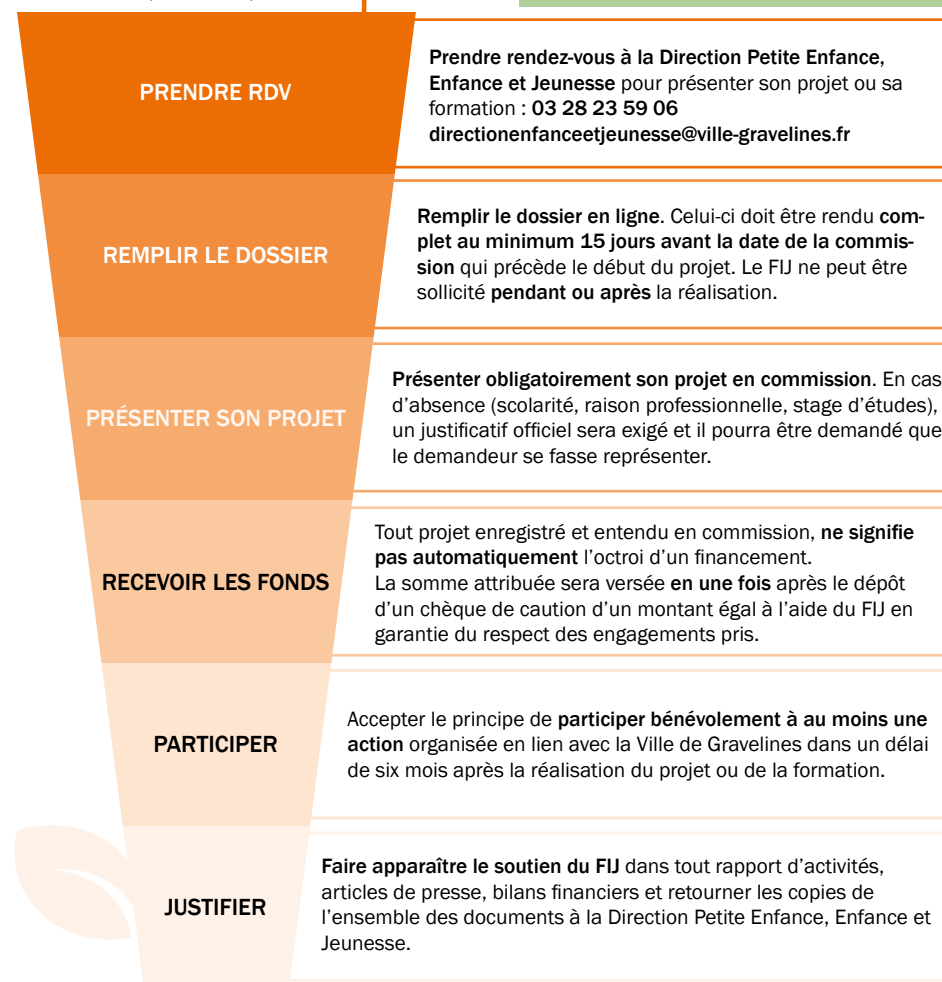 PRENDRE RDV
Prendre rendez-vous à la Direction Petite Enfance,
Enfance et Jeunesse pour présenter son projet ou sa
formation : 03 28 23 59 06
directionenfanceetjeunesse@ville-gravelines.fr
REMPLIR LE DOSSIER
Remplir le dossier en ligne. Celui-ci doit être rendu com-
plet au minimum 15 jours avant la date de la commis-
sion qui précède le début du projet. Le FIJ ne peut être
sollicité pendant ou après la réalisation.
PRÉSENTER SON PROJET
Présenter obligatoirement son projet en commission. En cas
d'absence (scolarité, raison professionnelle, stage d'études),
un justificatif officiel sera exigé et il pourra être demandé que
le demandeur se fasse représenter.
RECEVOIR LES FONDS
Tout projet enregistré et entendu en commission, ne signifie
pas automatiquement l'octroi d'un financement.
La somme attribuée sera versée en une fois après le dépôt
d'un chèque de caution d'un montant égal à l'aide du FIJ en
garantie du respect des engagements pris.
PARTICIPER
Accepter le principe de participer bénévolement à au moins une
action organisée en lien avec la Ville de Gravelines dans un délai
de six mois après la réalisation du projet ou de la formation.
JUSTIFIER
Faire apparaître le soutien du FIJ dans tout rapport d'activités,
articles de presse, bilans financiers et retourner les copies de
l'ensemble des documents à la Direction Petite Enfance, Enfance et
Jeunesse.